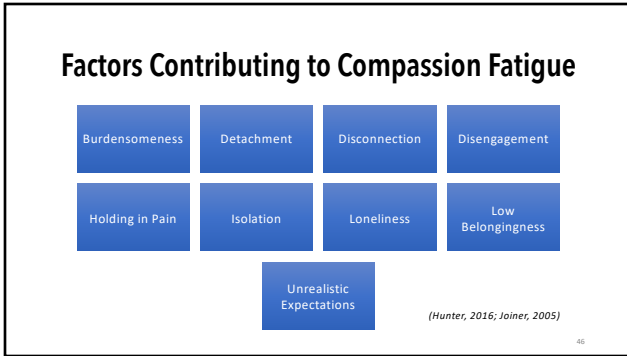 Factors Contributing to Compassion Fatigue
Burdensomeness
Detachment
Disconnection
Disengagement
Holding in Pain
Isolation
Loneliness
Low
Belongingness
Unrealistic
Expectations
(Hunter, 2016; Joiner, 2005)
46